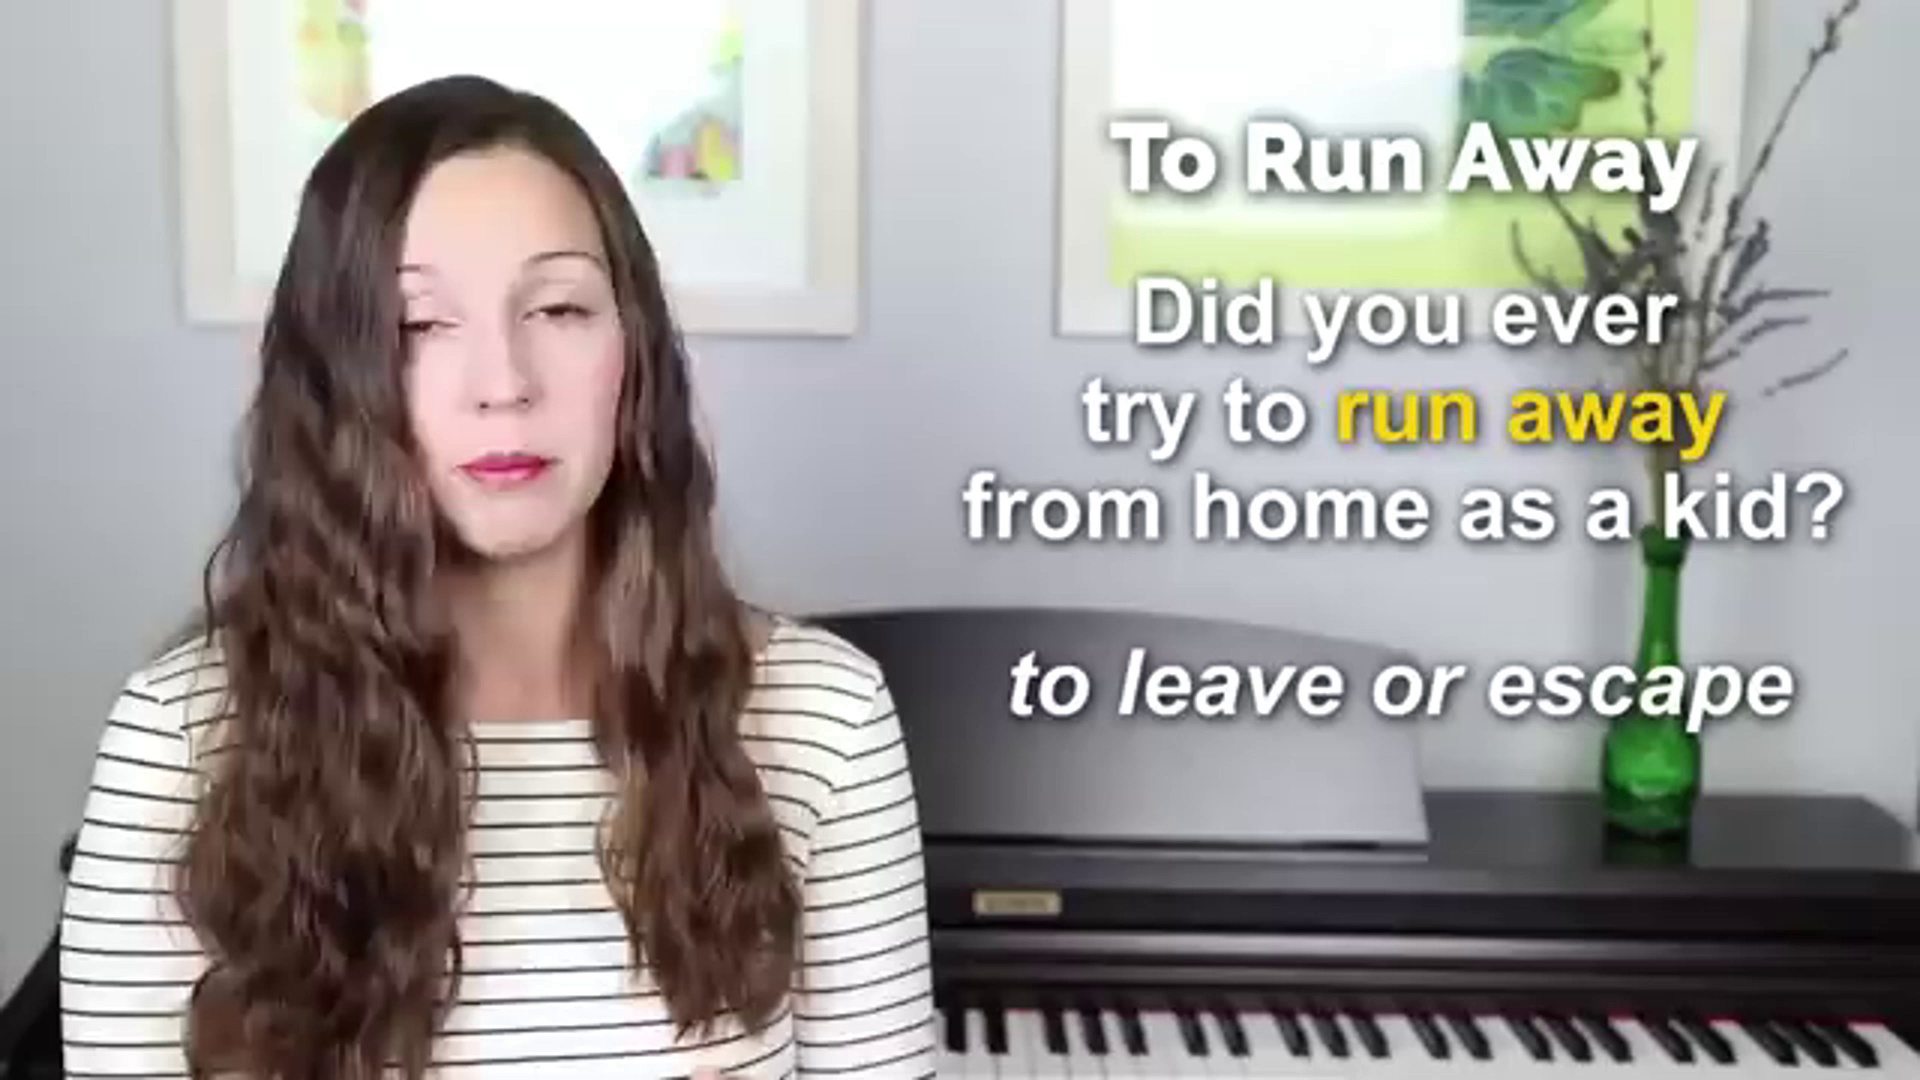 To Run Away
Did you ever
try to run away
from home as a kid?
to leave or escape